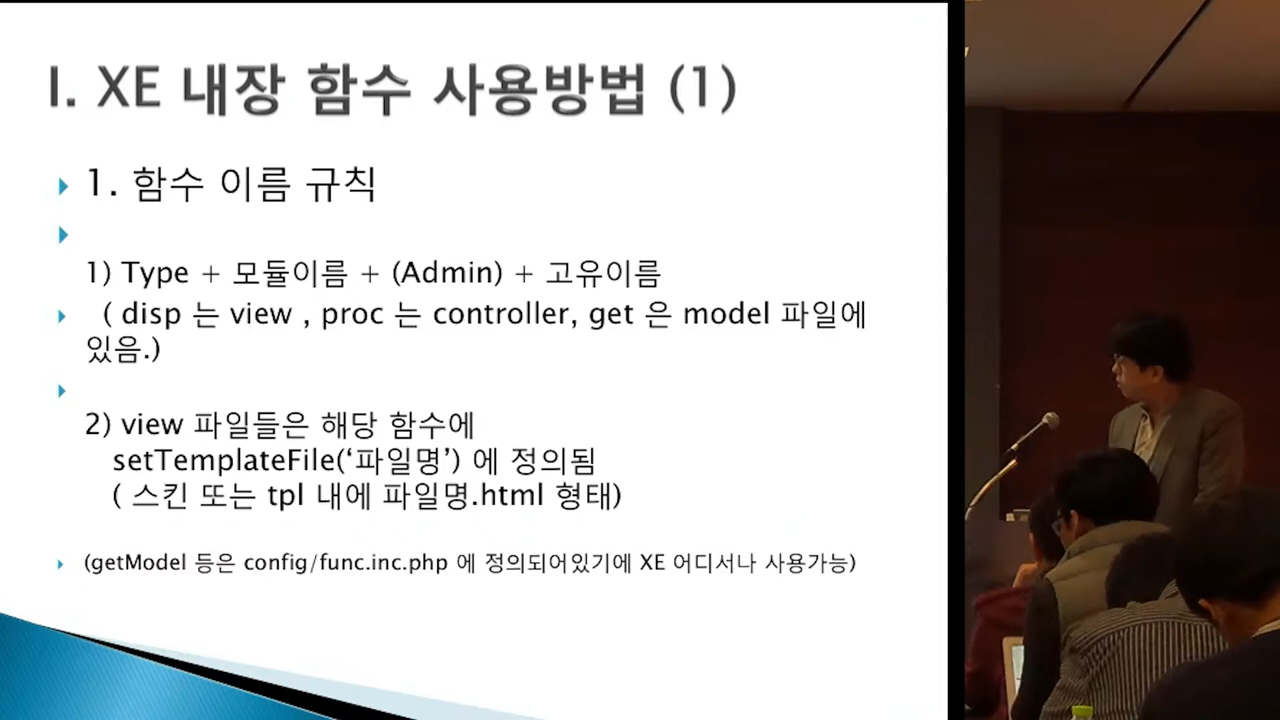 I. XE 내장 함수 사용방법 (1)
1. 함수 이름 규칙
1) Type + 모듈이름 + (Admin) + 고유이름
( disp 는 view , proc 는 controller, get 은 model 파일에
있음.)
2) view 파일들은 해당 함수에
setTemplateFile(‘파일명’) 에 정의됨
( 스킨 또는 tpl 내에 파일명.html 형태)
(getModel 등은 config/func.inc.php 에 정의되어있기에 XE 어디서나 사용가능)